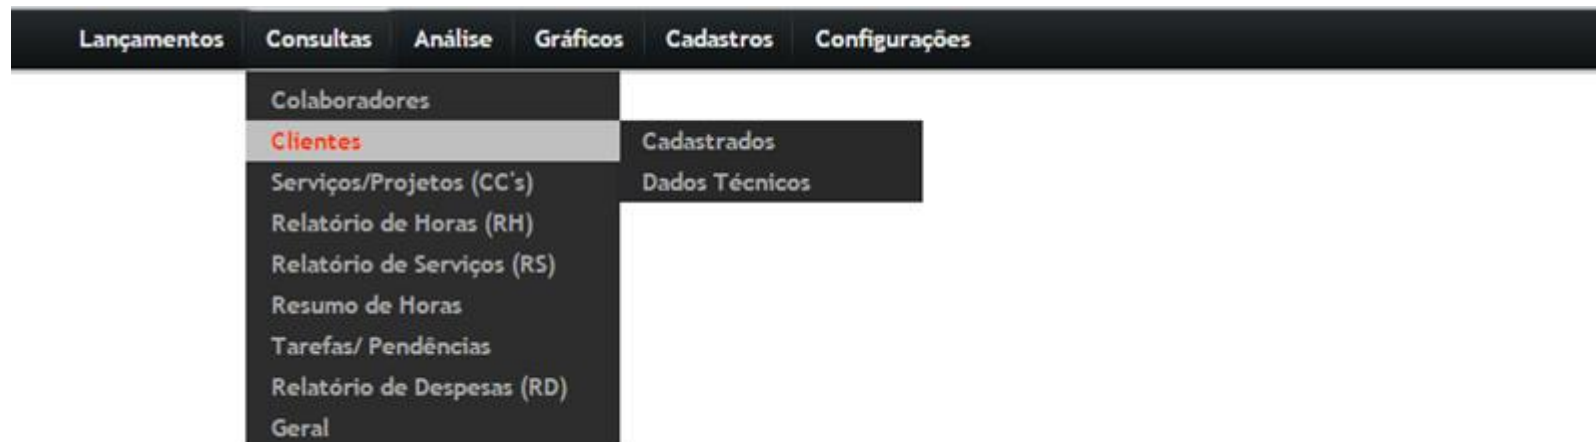 Lançamentos Consultas Análise Gráficos Cadastros Configurações
Colaboradores
Clientes Cadastrados
Serviços/Projetos (CC's) Dados Técnicos
Relatório de Horas (RH)
Relatório de Serviços (RS)
Resumo de Horas
Tarefas/ Pendências
Relatório de Despesas (RD)
Geral